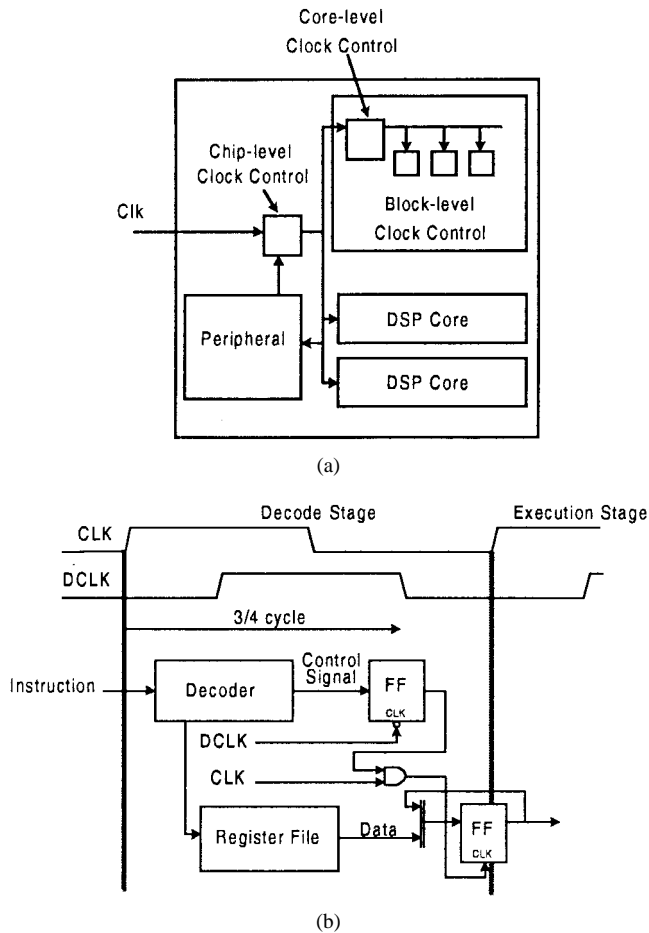 Core-level
Clock Control
Chip-level
Clock Control
Clk
Block-level
Clock Control
Peripheral
DSP Core
DSP Core
(a)
Decode Stage
Execution Stage
CLK
DCLK
3/4 cycle
Instruction
Decoder
Control
Signal
FF
CLK
DCLK
CLK
Register File
Data
FF
CLK
(b)